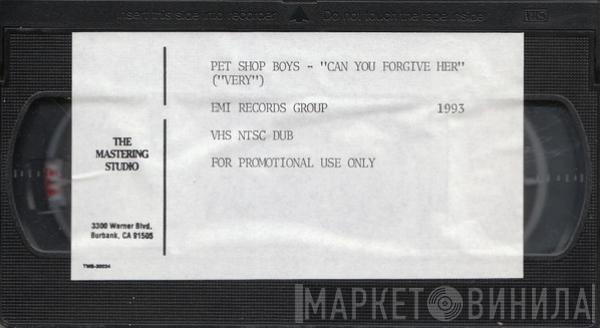 Insert this side into recorder Do not touch the tape inside VHS
PET SHOP BOYS - "CAN YOU FORGIVE HER"
("VERY")
EMI RECORDS GROUP 1993
VHS NTSC DUB
FOR PROMOTIONAL USE ONLY
THE
MASTERING
STUDIO
3300 Warner Blvd.
Burbank, CA 91505
МАРКЕТ ВИНИЛА